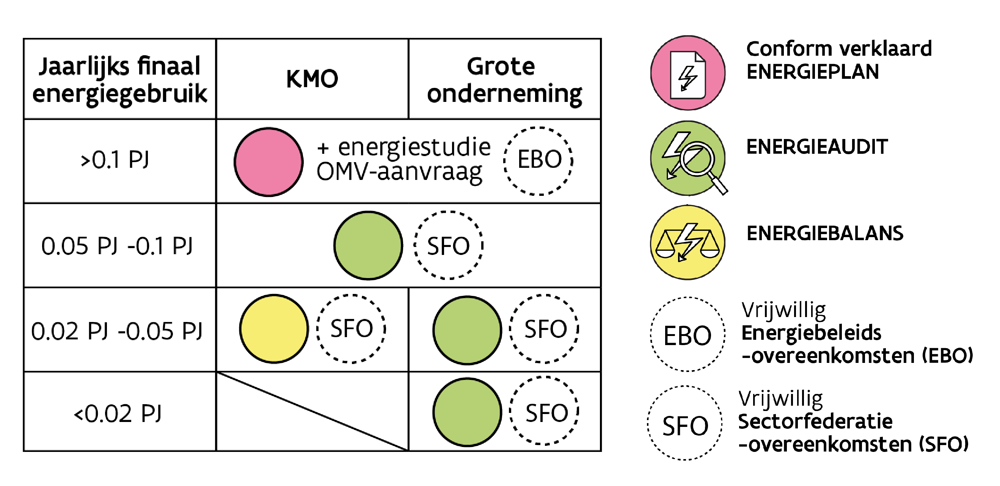 Jaarlijks finaal
energiegebruik
KMO
Grote
onderneming
>0.1 PJ
+ energiestudie
OMV-aanvraag
EBO
0.05 PJ -0.1 PJ
SFO
0.02 PJ -0.05 PJ
SFO
SFO
<0.02 PJ
SFO
Conform verklaard
ENERGIEPLAN
ENERGIEAUDIT
ENERGIEBALANS
EBO
Vrijwillig
Energiebeleids
-overeenkomsten (EBO)
SFO
Vrijwillig
Sectorfederatie
-overeenkomsten (SFO)